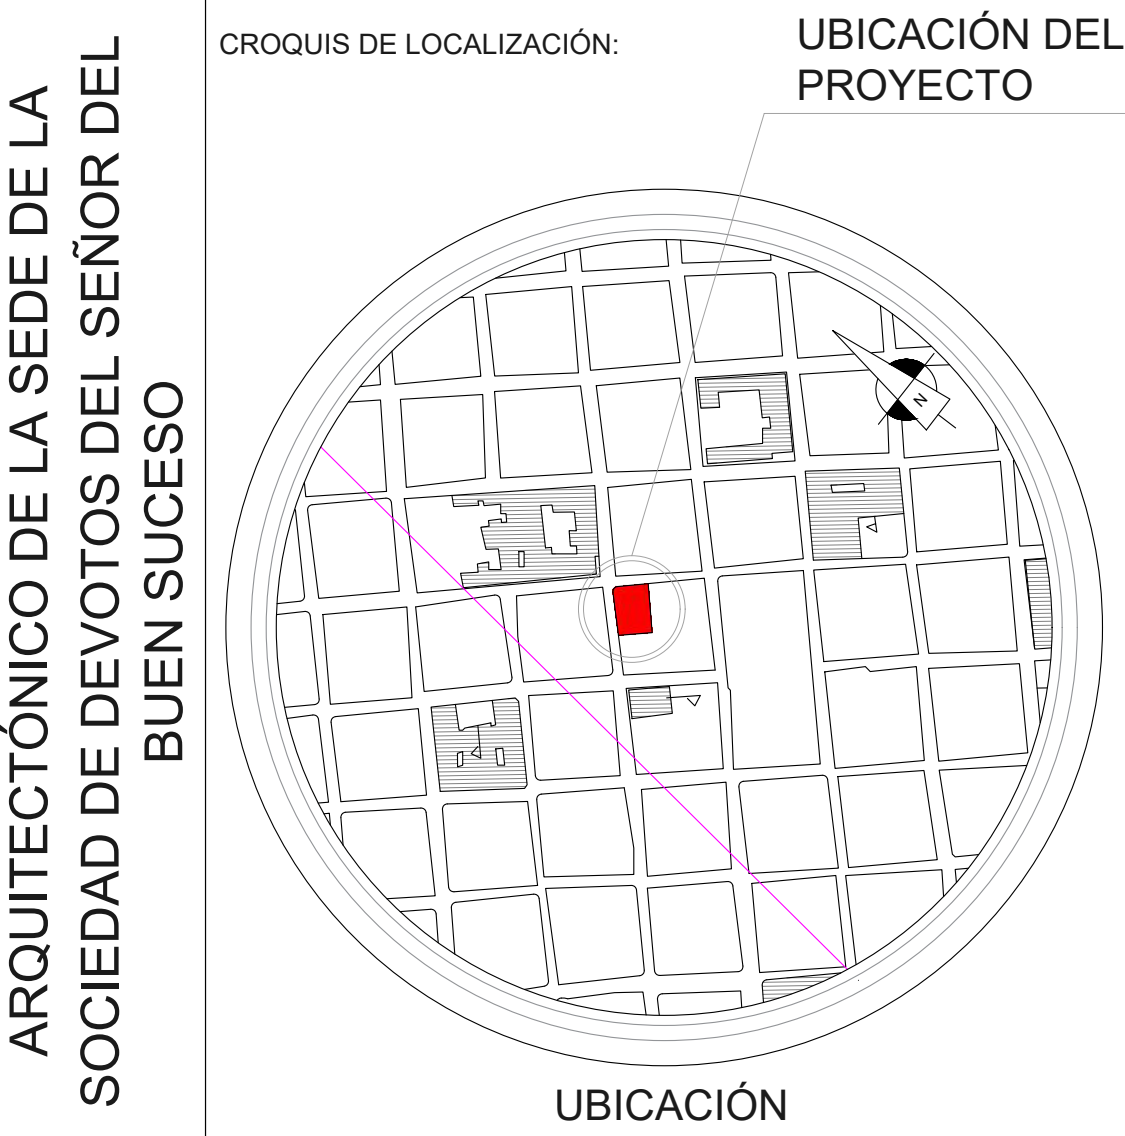 ARQUITECTÓNICO DE LA SEDE DE LA
SOCIEDAD DE DEVOTOS DEL SEÑOR DEL
BUEN SUCESO
CROQUIS DE LOCALIZACIÓN:
UBICACIÓN DEL
PROYECTO
N
UBICACIÓN